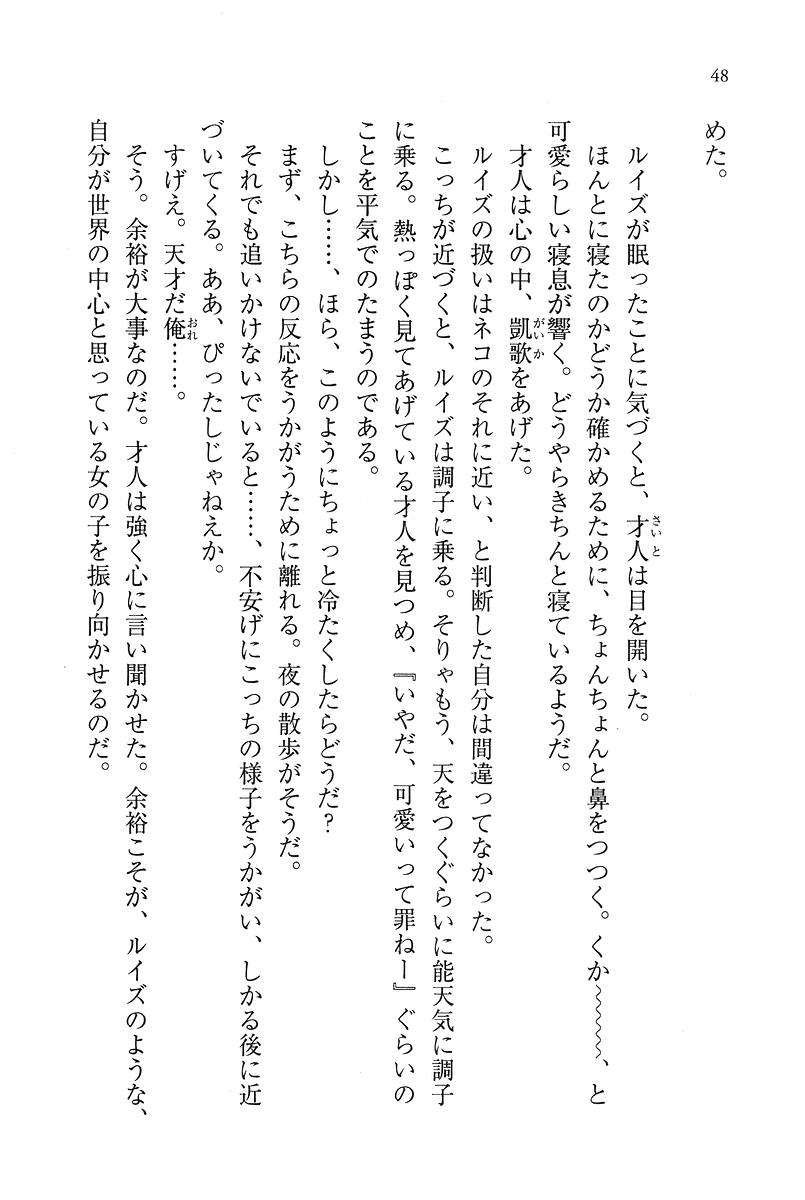 48
めた。
ルイズが眠ったことに気づくと、才人は目を開いた。
ほんとに寝たのかどうか確かめるために、ちょんちょんと鼻をつつく。くか〜〜〜〜、と
可愛らしい寝息が響く。どうやらきちんと寝ているようだ。
才人は心の中、凱歌をあげた。
ルイズの扱いはネコのそれに近い、と判断した自分は間違ってなかった。
こっちが近づくと、ルイズは調子に乗る。そりゃもう、天をつくぐらいに能天気に調子
に乗る。熱っぽく見てあげている才人を見つめ、『いやだ、可愛いって罪ねー』ぐらいの
ことを平気でのたまうのである。
しかし……、ほら、このようにちょっと冷たくしたらどうだ?
まず、こちらの反応をうかがうために離れる。夜の散歩がそうだ。
それでも追いかけないでいると……、不安げにこっちの様子をうかがい、しかる後に近
づいてくる。ああ、ぴったしじゃねえか。
すげえ。天才だ俺……。
そう。余裕が大事なのだ。才人は強く心に言い聞かせた。余裕こそが、ルイズのような、
自分が世界の中心と思っている女の子を振り向かせるのだ。